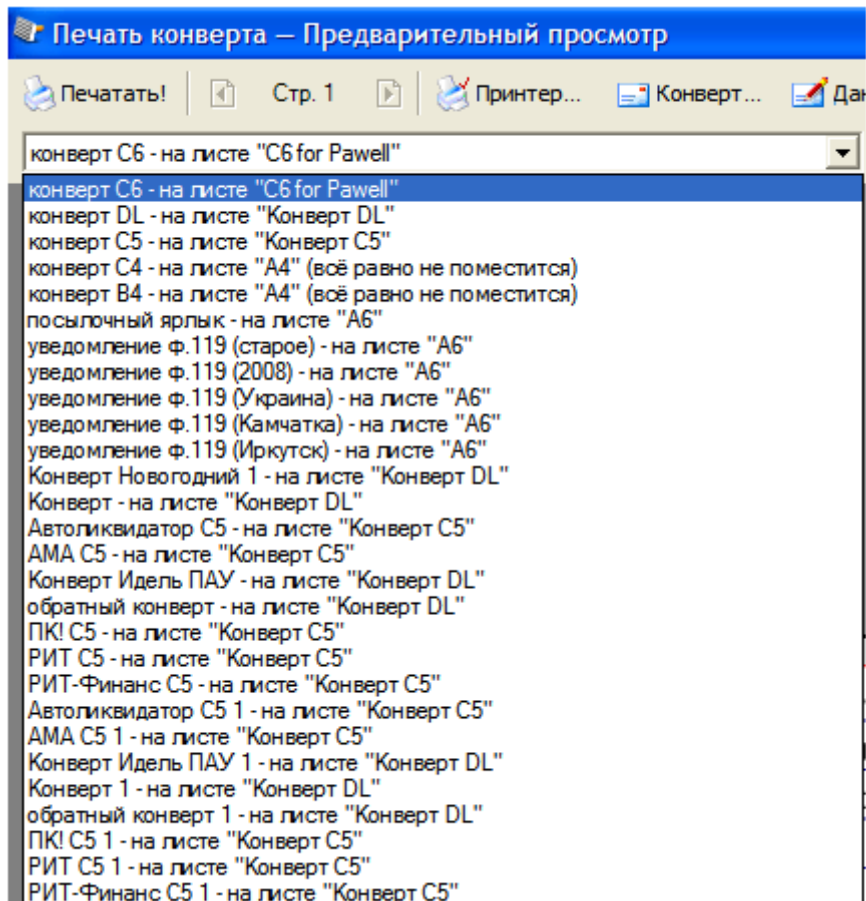 Печать конверта — Предварительный просмотр
Печатать! Стр. 1 Принтер... Конверт...
конверт C6 - на листе "C6 for Pawell"
конверт C6 - на листе "C6 for Pawell"
конверт DL - на листе "Конверт DL"
конверт C5 - на листе "Конверт C5"
конверт C4 - на листе "A4" (всё равно не поместится)
конверт B4 - на листе "A4" (всё равно не поместится)
посылочный ярлык - на листе "A6"
уведомление ф.119 (старое) - на листе "A6"
уведомление ф.119 (2008) - на листе "A6"
уведомление ф.119 (Украина) - на листе "A6"
уведомление ф.119 (Камчатка) - на листе "A6"
уведомление ф.119 (Иркутск) - на листе "A6"
Конверт Новогодний 1 - на листе "Конверт DL"
Конверт - на листе "Конверт DL"
Автоликвидатор C5 - на листе "Конверт C5"
АМА C5 - на листе "Конверт C5"
Конверт Идель ПАУ - на листе "Конверт DL"
обратный конверт - на листе "Конверт DL"
ПК! C5 - на листе "Конверт C5"
РИТ C5 - на листе "Конверт C5"
РИТ-Финанс C5 - на листе "Конверт C5"
Автоликвидатор C5 1 - на листе "Конверт C5"
АМА C5 1 - на листе "Конверт C5"
Конверт Идель ПАУ 1 - на листе "Конверт DL"
Конверт 1 - на листе "Конверт DL"
обратный конверт 1 - на листе "Конверт DL"
ПК! C5 1 - на листе "Конверт C5"
РИТ C5 1 - на листе "Конверт C5"
РИТ-Финанс C5 1 - на листе "Конверт C5"